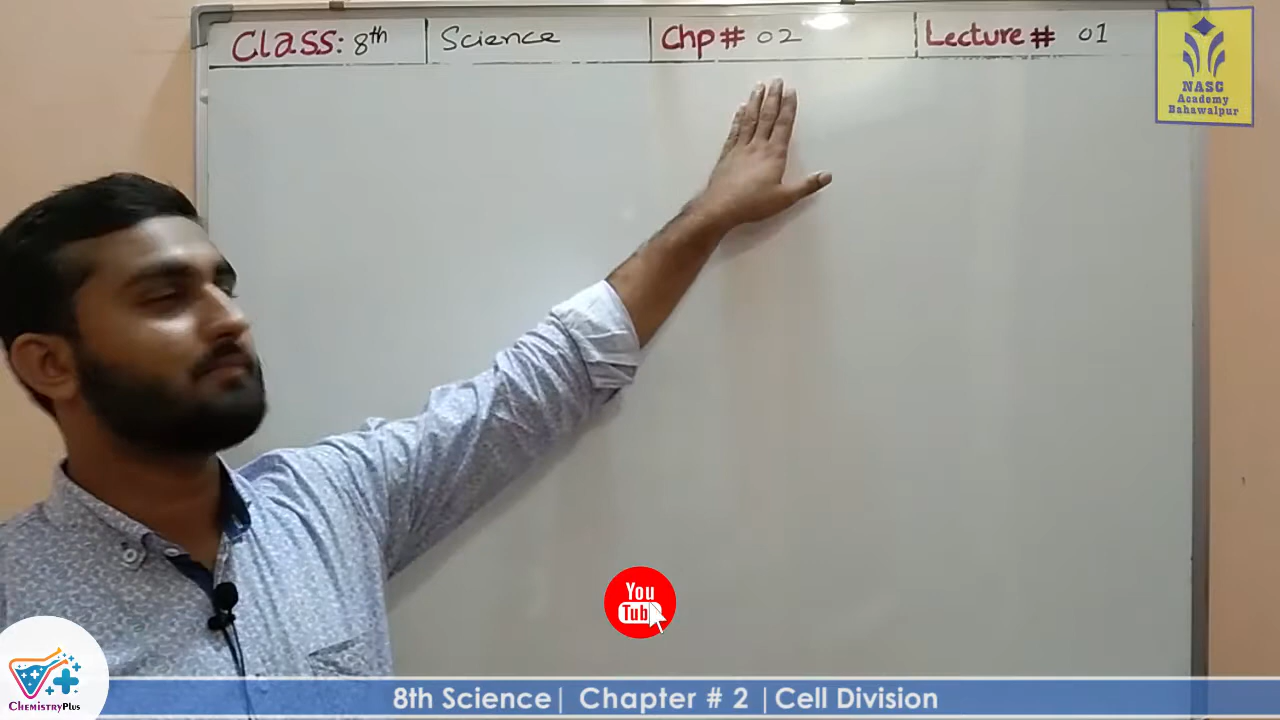 Class: 8th Science Chp# 02 Lecture# 01
NASC
Academy
Bahawalpur
You
Tub
ChemistryPlus
8th Science| Chapter # 2 |Cell Division